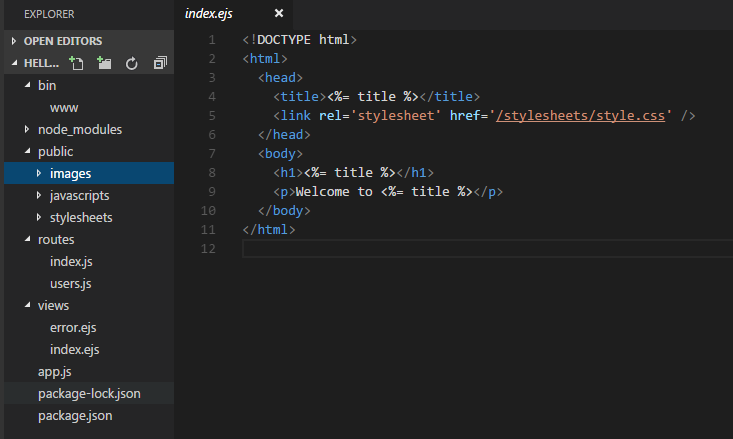 EXPLORER
OPEN EDITORS
HELL...
bin
www
node_modules
public
images
javascripts
stylesheets
routes
index.js
users.js
views
error.ejs
index.ejs
app.js
package-lock.json
package.json
index.ejs ×
1 <!DOCTYPE html>
2 <html>
3   <head>
4     <title><%= title %></title>
5     <link rel='stylesheet' href='/stylesheets/style.css' />
6   </head>
7   <body>
8     <h1><%= title %></h1>
9     <p>Welcome to <%= title %></p>
10   </body>
11 </html>
12